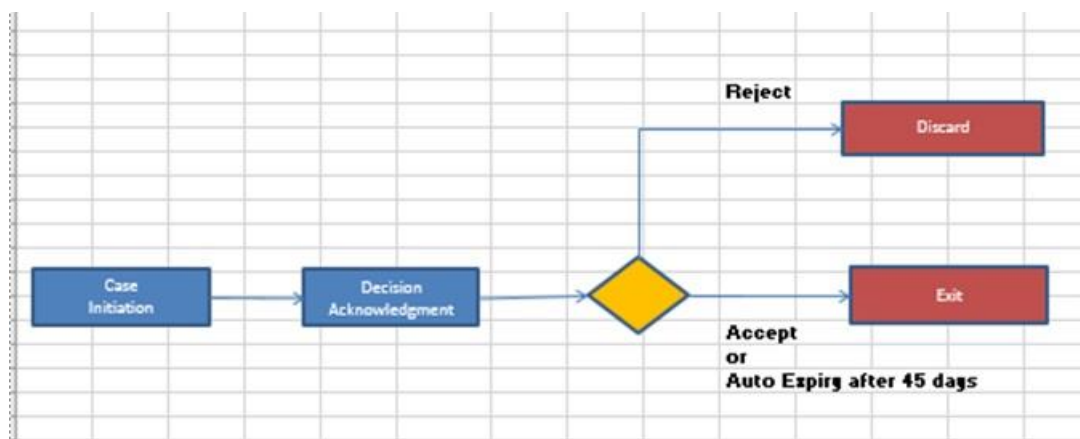 Reject
Discard
Case
Initiation
Decision
Acknowledgment
Exit
Accept
or
Auto Expiry after 45 days